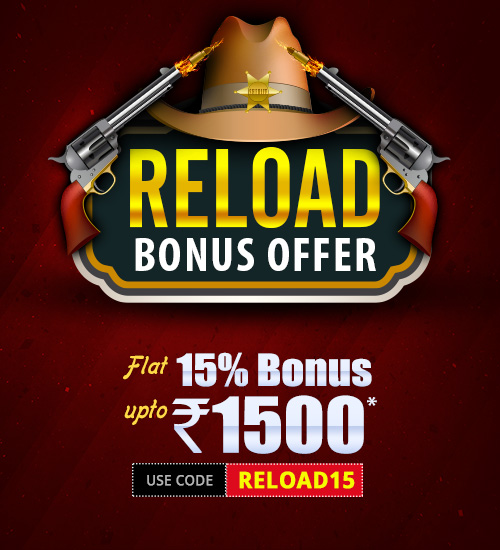 RELOAD
BONUS OFFER
Flat 15% Bonus
upto ₹1500*
USE CODE RELOAD15